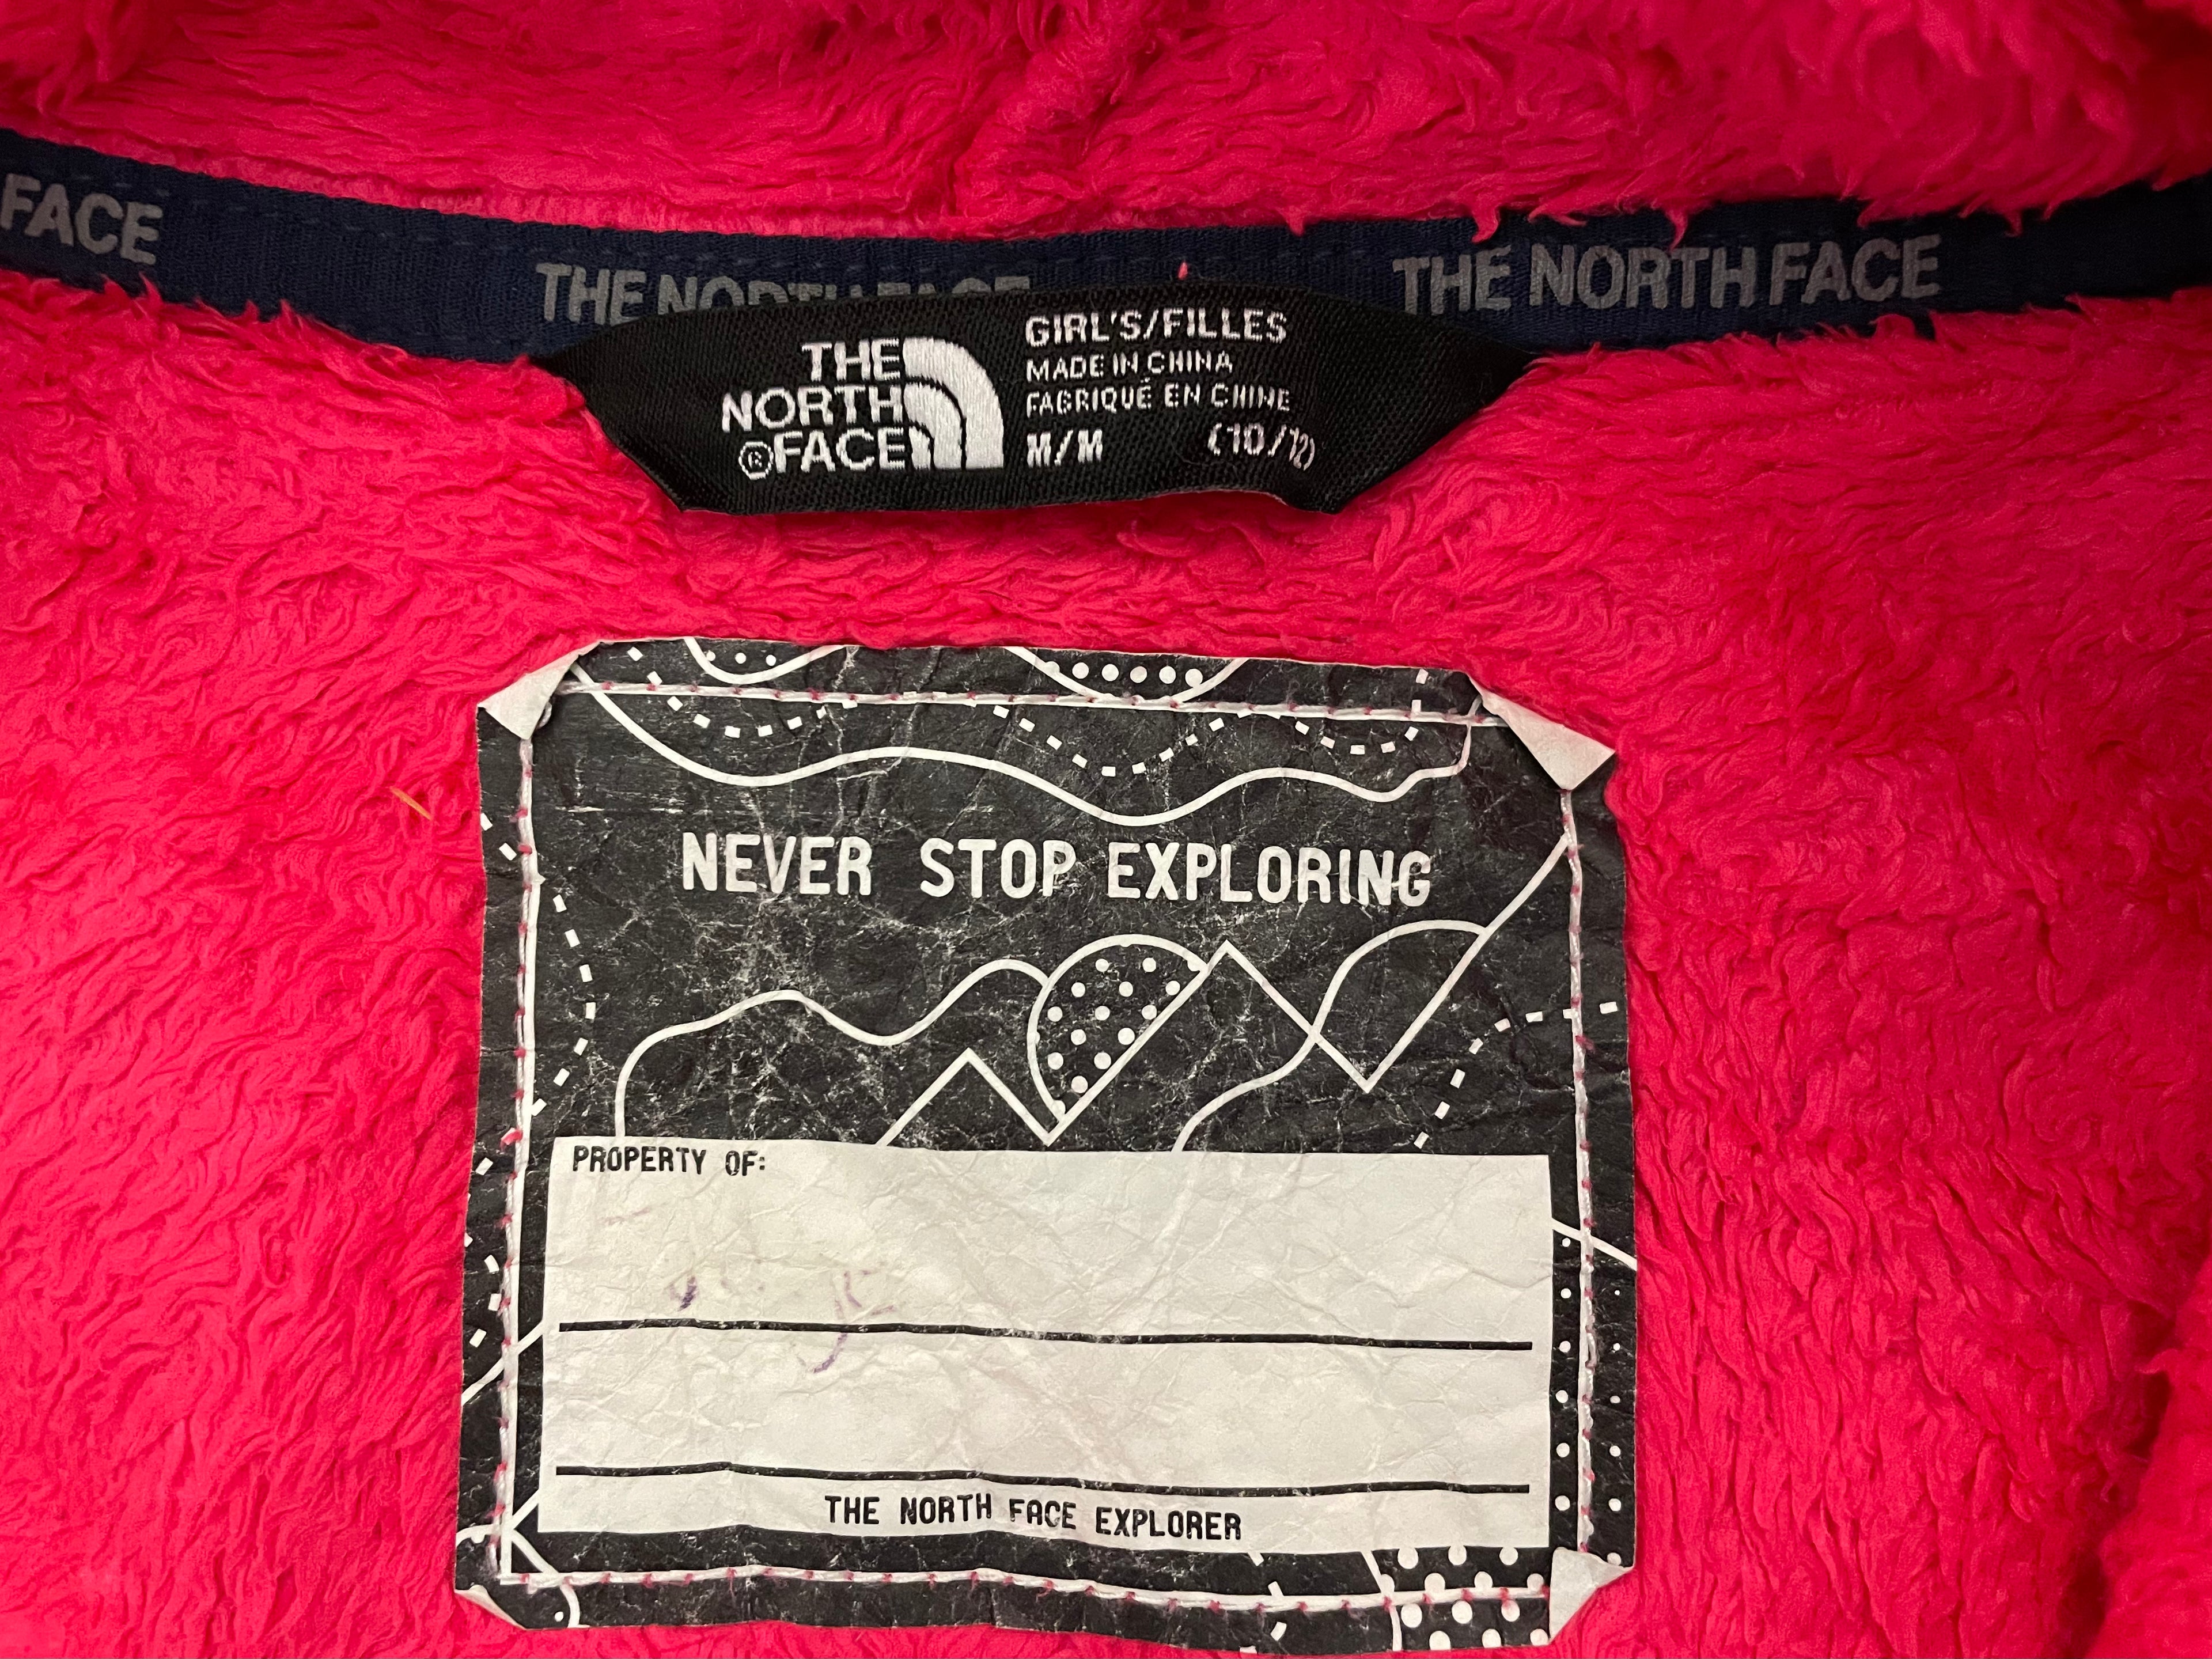 FACE
THE NORTH FACE
THE NORTH FACE
THE
NORTH
®FACE
GIRL'S/FILLES
MADE IN CHINA
FABRIQUÉ EN CHINE
M/M (10/12)
NEVER STOP EXPLORING
PROPERTY OF:
THE NORTH FACE EXPLORER